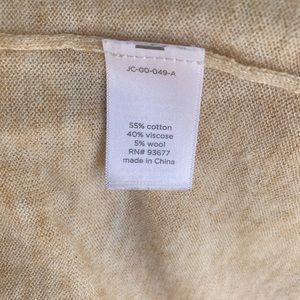 JC-00-049-A
55% cotton
40% viscose
5% wool
RN# 93677
made in China